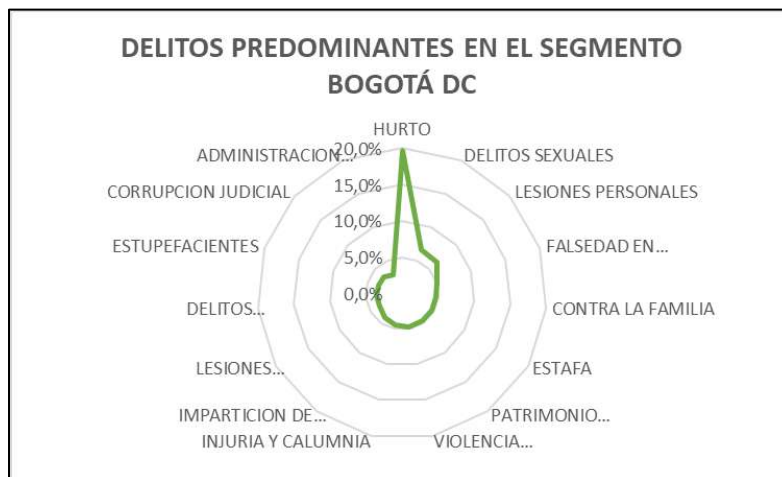 DELITOS PREDOMINANTES EN EL SEGMENTO
BOGOTÁ DC
HURTO
20,0%
ADMINISTRACION...
DELITOS SEXUALES
15,0%
CORRUPCION JUDICIAL
LESIONES PERSONALES
10,0%
ESTUPEFACIENTES
FALSEDAD EN...
5,0%
0,0%
DELITOS...
CONTRA LA FAMILIA
LESIONES...
ESTAFA
IMPARTICION DE...
PATRIMONIO...
INJURIA Y CALUMNIA
VIOLENCIA...